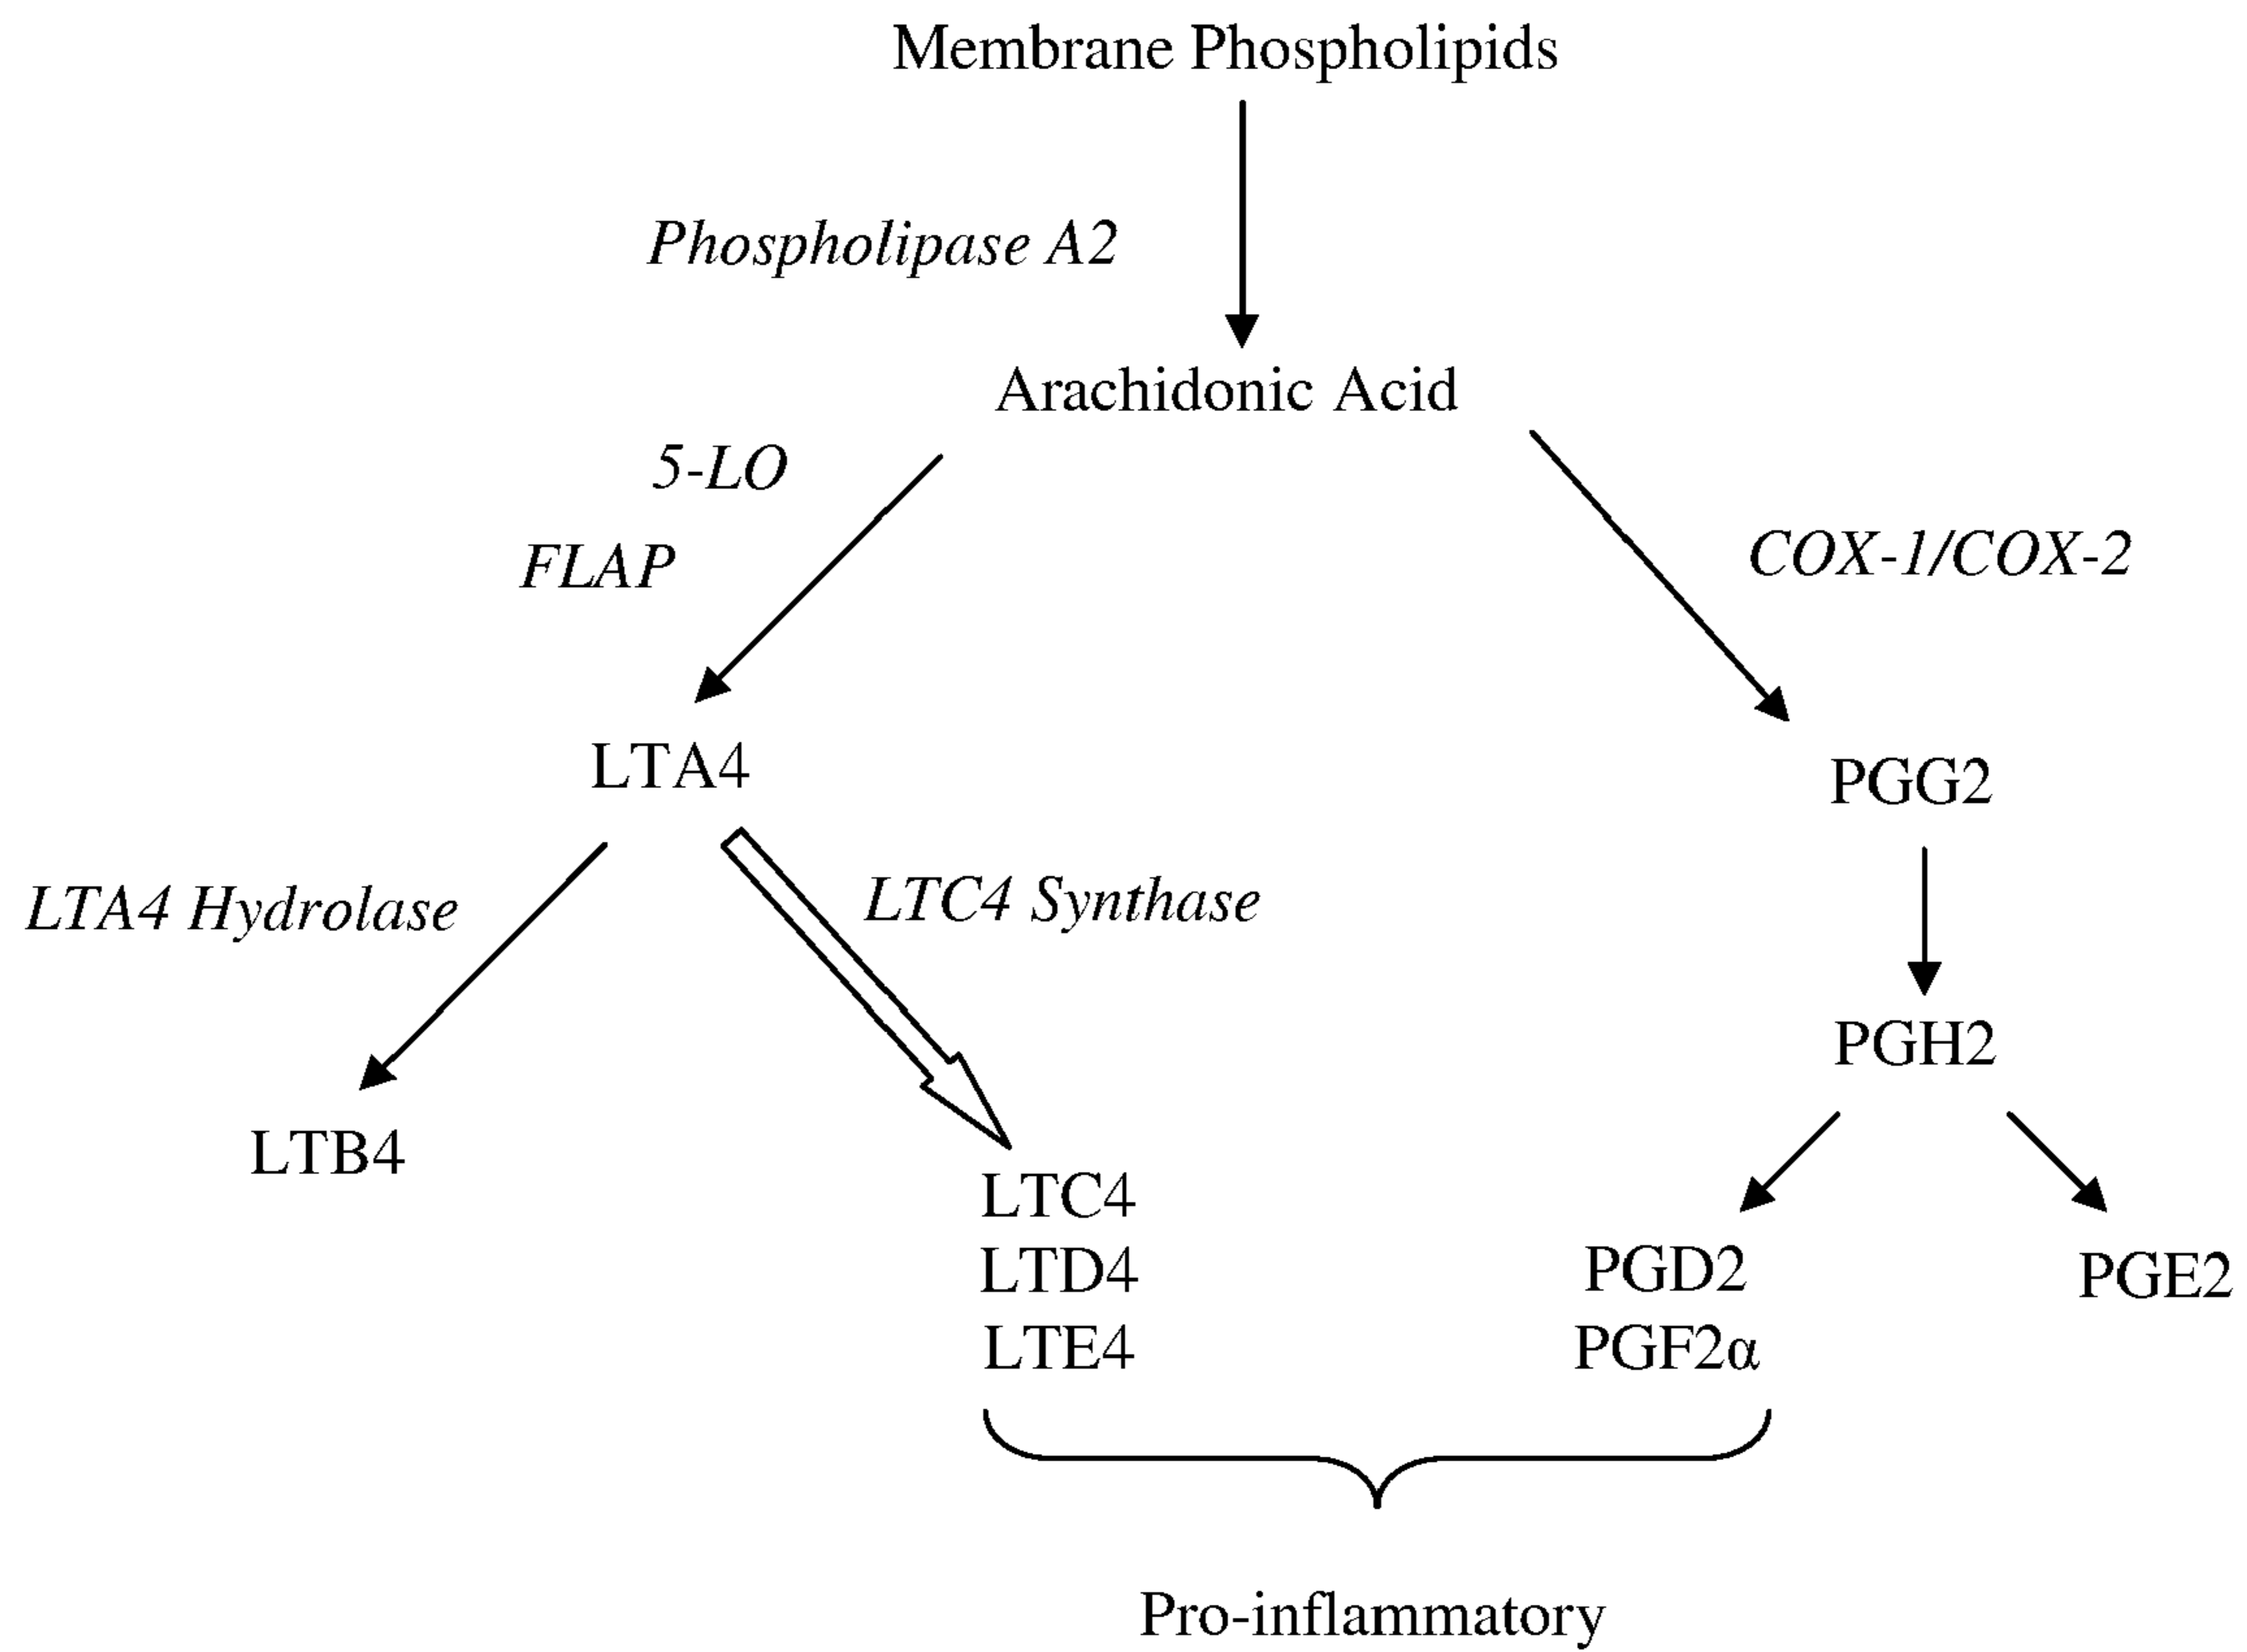 Membrane Phospholipids
Phospholipase A2
Arachidonic Acid
5-LO
FLAP
COX-1/COX-2
LTA4
PGG2
LTA4 Hydrolase
LTC4 Synthase
PGH2
LTB4
LTC4
LTD4
LTE4
PGD2
PGF2α
PGE2
Pro-inflammatory